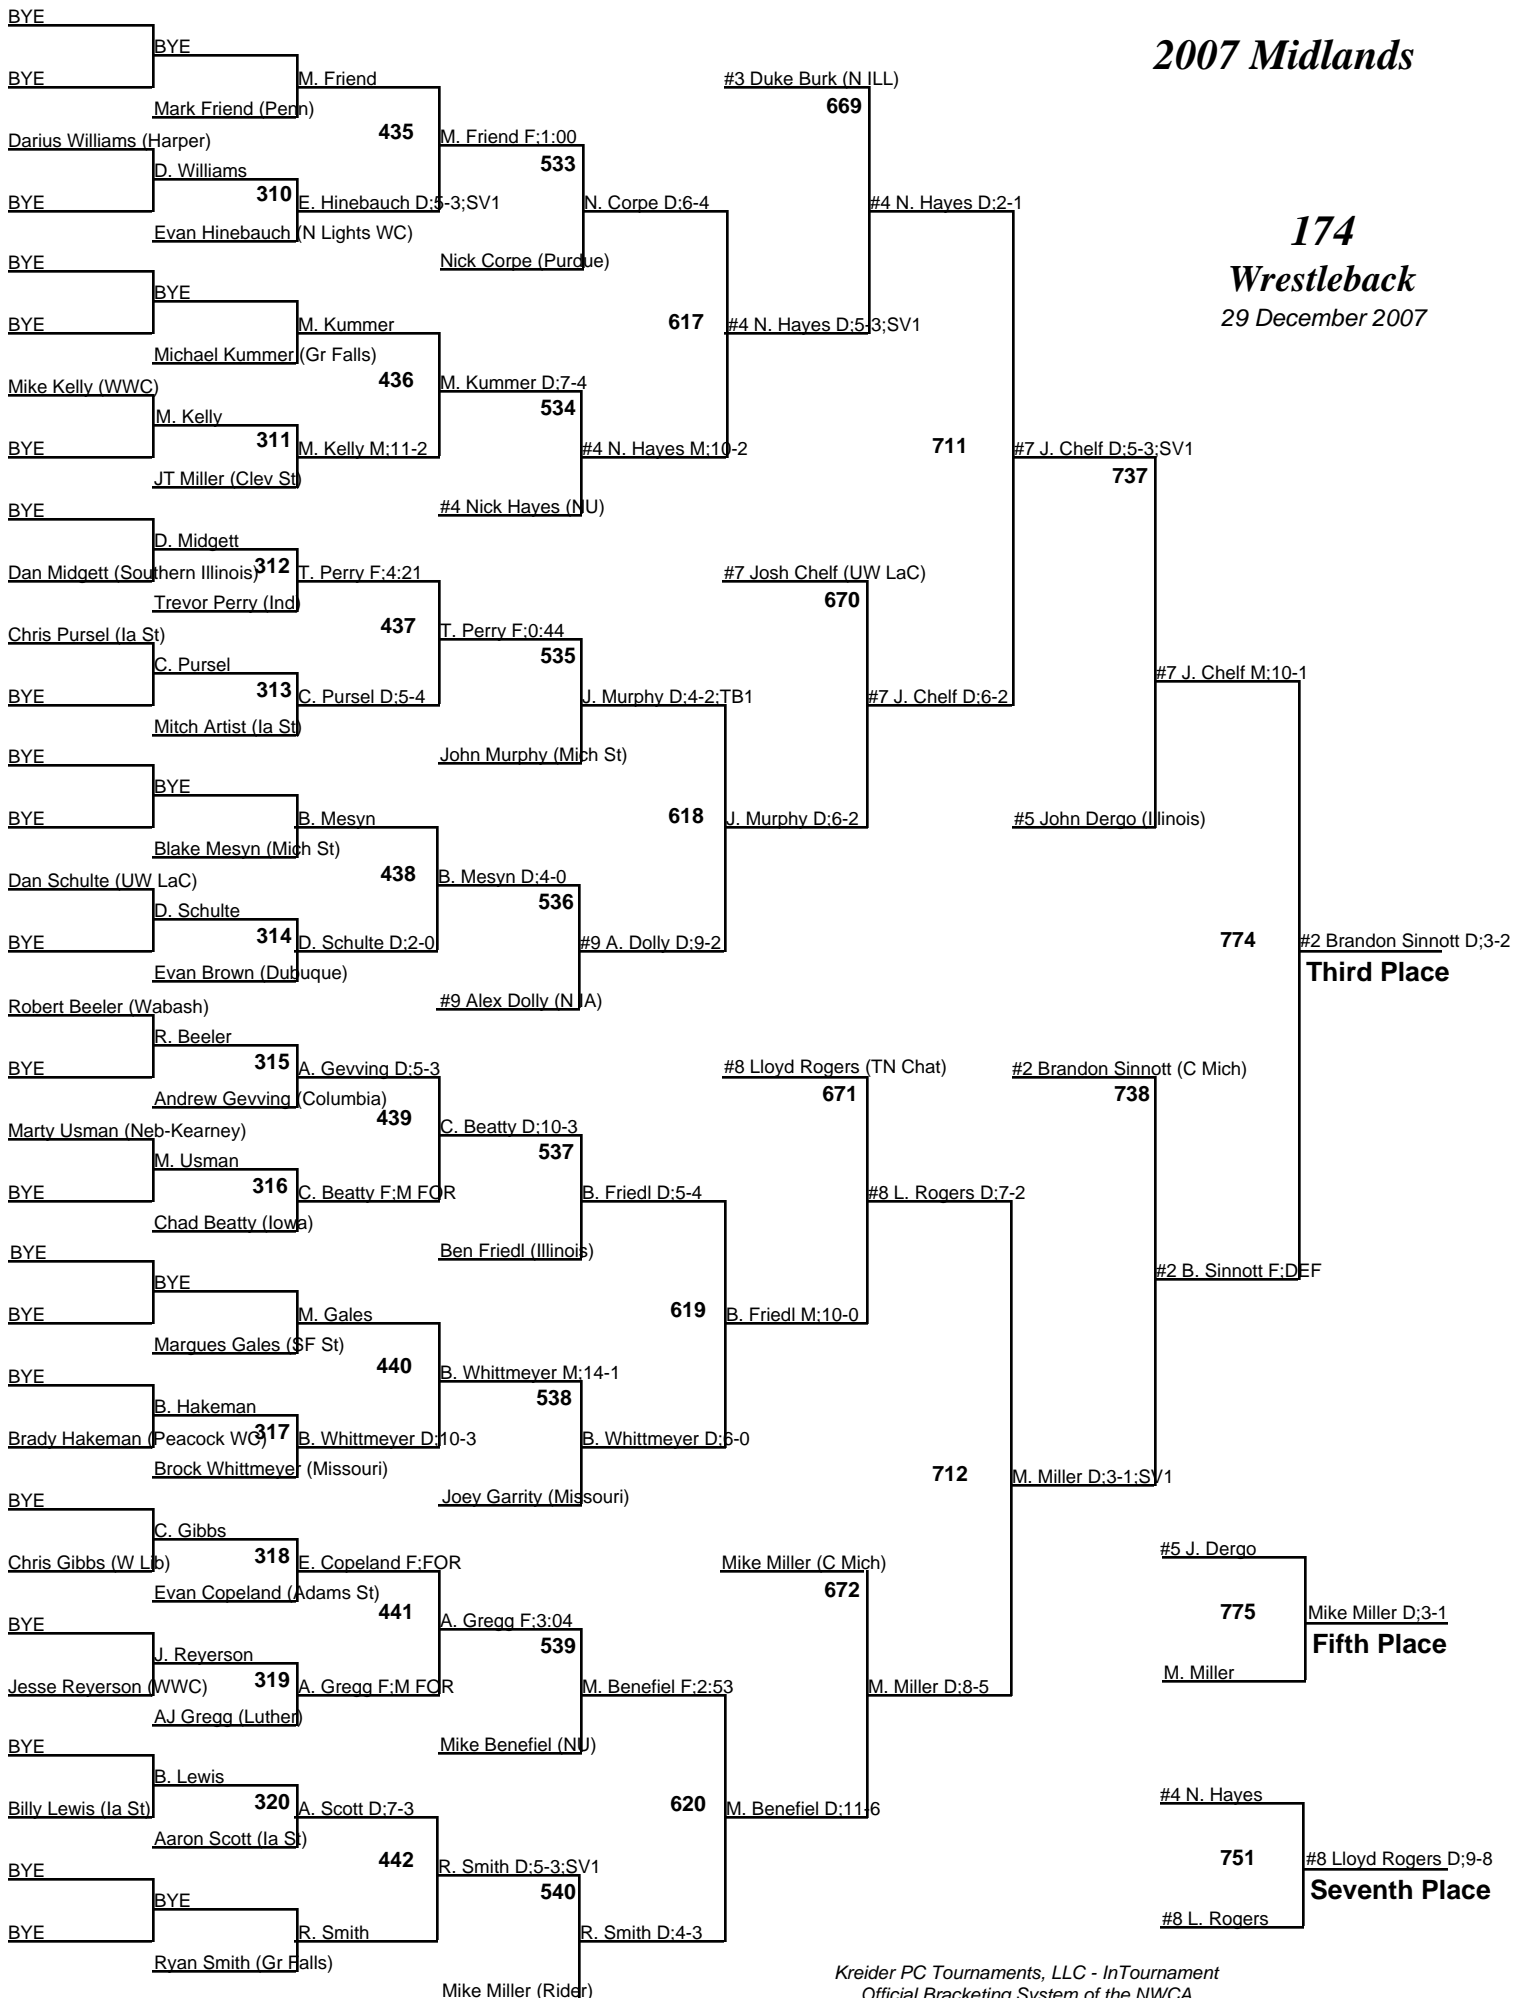 2007 Midlands
174
Wrestleback
29 December 2007
BYE
BYE
BYE
M. Friend
Mark Friend (Penn)
435
M. Friend F;1:00
Darius Williams (Harper)
D. Williams
310
BYE
E. Hinebauch D;5-3;SV1
Evan Hinebauch (N Lights WC)
533
N. Corpe D;6-4
Nick Corpe (Purdue)
BYE
BYE
BYE
M. Kummer
Michael Kummer (Gr Falls)
436
M. Kummer D;7-4
Mike Kelly (WWC)
M. Kelly
311
BYE
M. Kelly M;11-2
JT Miller (Clev St)
534
#4 N. Hayes M;10-2
#4 Nick Hayes (NU)
617
#4 N. Hayes D;5-3;SV1
#3 Duke Burk (N ILL)
669
#4 N. Hayes D;2-1
BYE
D. Midgett
Dan Midgett (Southern Illinois)
312
T. Perry F;4:21
Trevor Perry (Ind)
437
T. Perry F;0:44
Chris Pursel (Ia St)
C. Pursel
313
BYE
C. Pursel D;5-4
Mitch Artist (Ia St)
535
J. Murphy D;4-2;TB1
John Murphy (Mich St)
BYE
BYE
BYE
B. Mesyn
Blake Mesyn (Mich St)
438
B. Mesyn D;4-0
Dan Schulte (UW LaC)
D. Schulte
314
BYE
D. Schulte D;2-0
Evan Brown (Dubuque)
536
#9 A. Dolly D;9-2
#9 Alex Dolly (N IA)
618
J. Murphy D;6-2
#7 Josh Chelf (UW LaC)
670
#7 J. Chelf D;6-2
711
#7 J. Chelf D;5-3;SV1
737
#7 J. Chelf M;10-1
#5 John Dergo (Illinois)
774
#2 Brandon Sinnott D;3-2
Third Place
Robert Beeler (Wabash)
R. Beeler
315
BYE
A. Gevving D;5-3
Andrew Gevving (Columbia)
439
C. Beatty D;10-3
Marty Usman (Neb-Kearney)
M. Usman
316
BYE
C. Beatty F;M FOR
Chad Beatty (Iowa)
537
B. Friedl D;5-4
Ben Friedl (Illinois)
BYE
BYE
BYE
M. Gales
Marques Gales (SF St)
440
B. Whittmeyer M;14-1
BYE
B. Hakeman
Brady Hakeman (Peacock WC)
317
B. Whittmeyer D;10-3
Brock Whittmeyer (Missouri)
538
B. Whittmeyer D;6-0
Joey Garrity (Missouri)
619
B. Friedl M;10-0
#8 Lloyd Rogers (TN Chat)
671
#8 L. Rogers D;7-2
#2 Brandon Sinnott (C Mich)
738
#2 B. Sinnott F;DEF
BYE
C. Gibbs
Chris Gibbs (W Lib)
318
E. Copeland F;FOR
Evan Copeland (Adams St)
441
A. Gregg F;3:04
BYE
J. Reyerson
Jesse Reyerson (WWC)
319
A. Gregg F;M FOR
AJ Gregg (Luther)
539
M. Benefiel F;2:53
Mike Benefiel (NU)
BYE
B. Lewis
Billy Lewis (Ia St)
320
A. Scott D;7-3
Aaron Scott (Ia St)
442
R. Smith D;5-3;SV1
BYE
BYE
BYE
R. Smith
Ryan Smith (Gr Falls)
540
R. Smith D;4-3
Mike Miller (Rider)
620
M. Benefiel D;11-6
Mike Miller (C Mich)
672
M. Miller D;8-5
712
M. Miller D;3-1;SV1
#5 J. Dergo
775
Mike Miller D;3-1
Fifth Place
M. Miller
#4 N. Hayes
751
#8 Lloyd Rogers D;9-8
Seventh Place
#8 L. Rogers
Kreider PC Tournaments, LLC - InTournament
Official Bracketing System of the NWCA